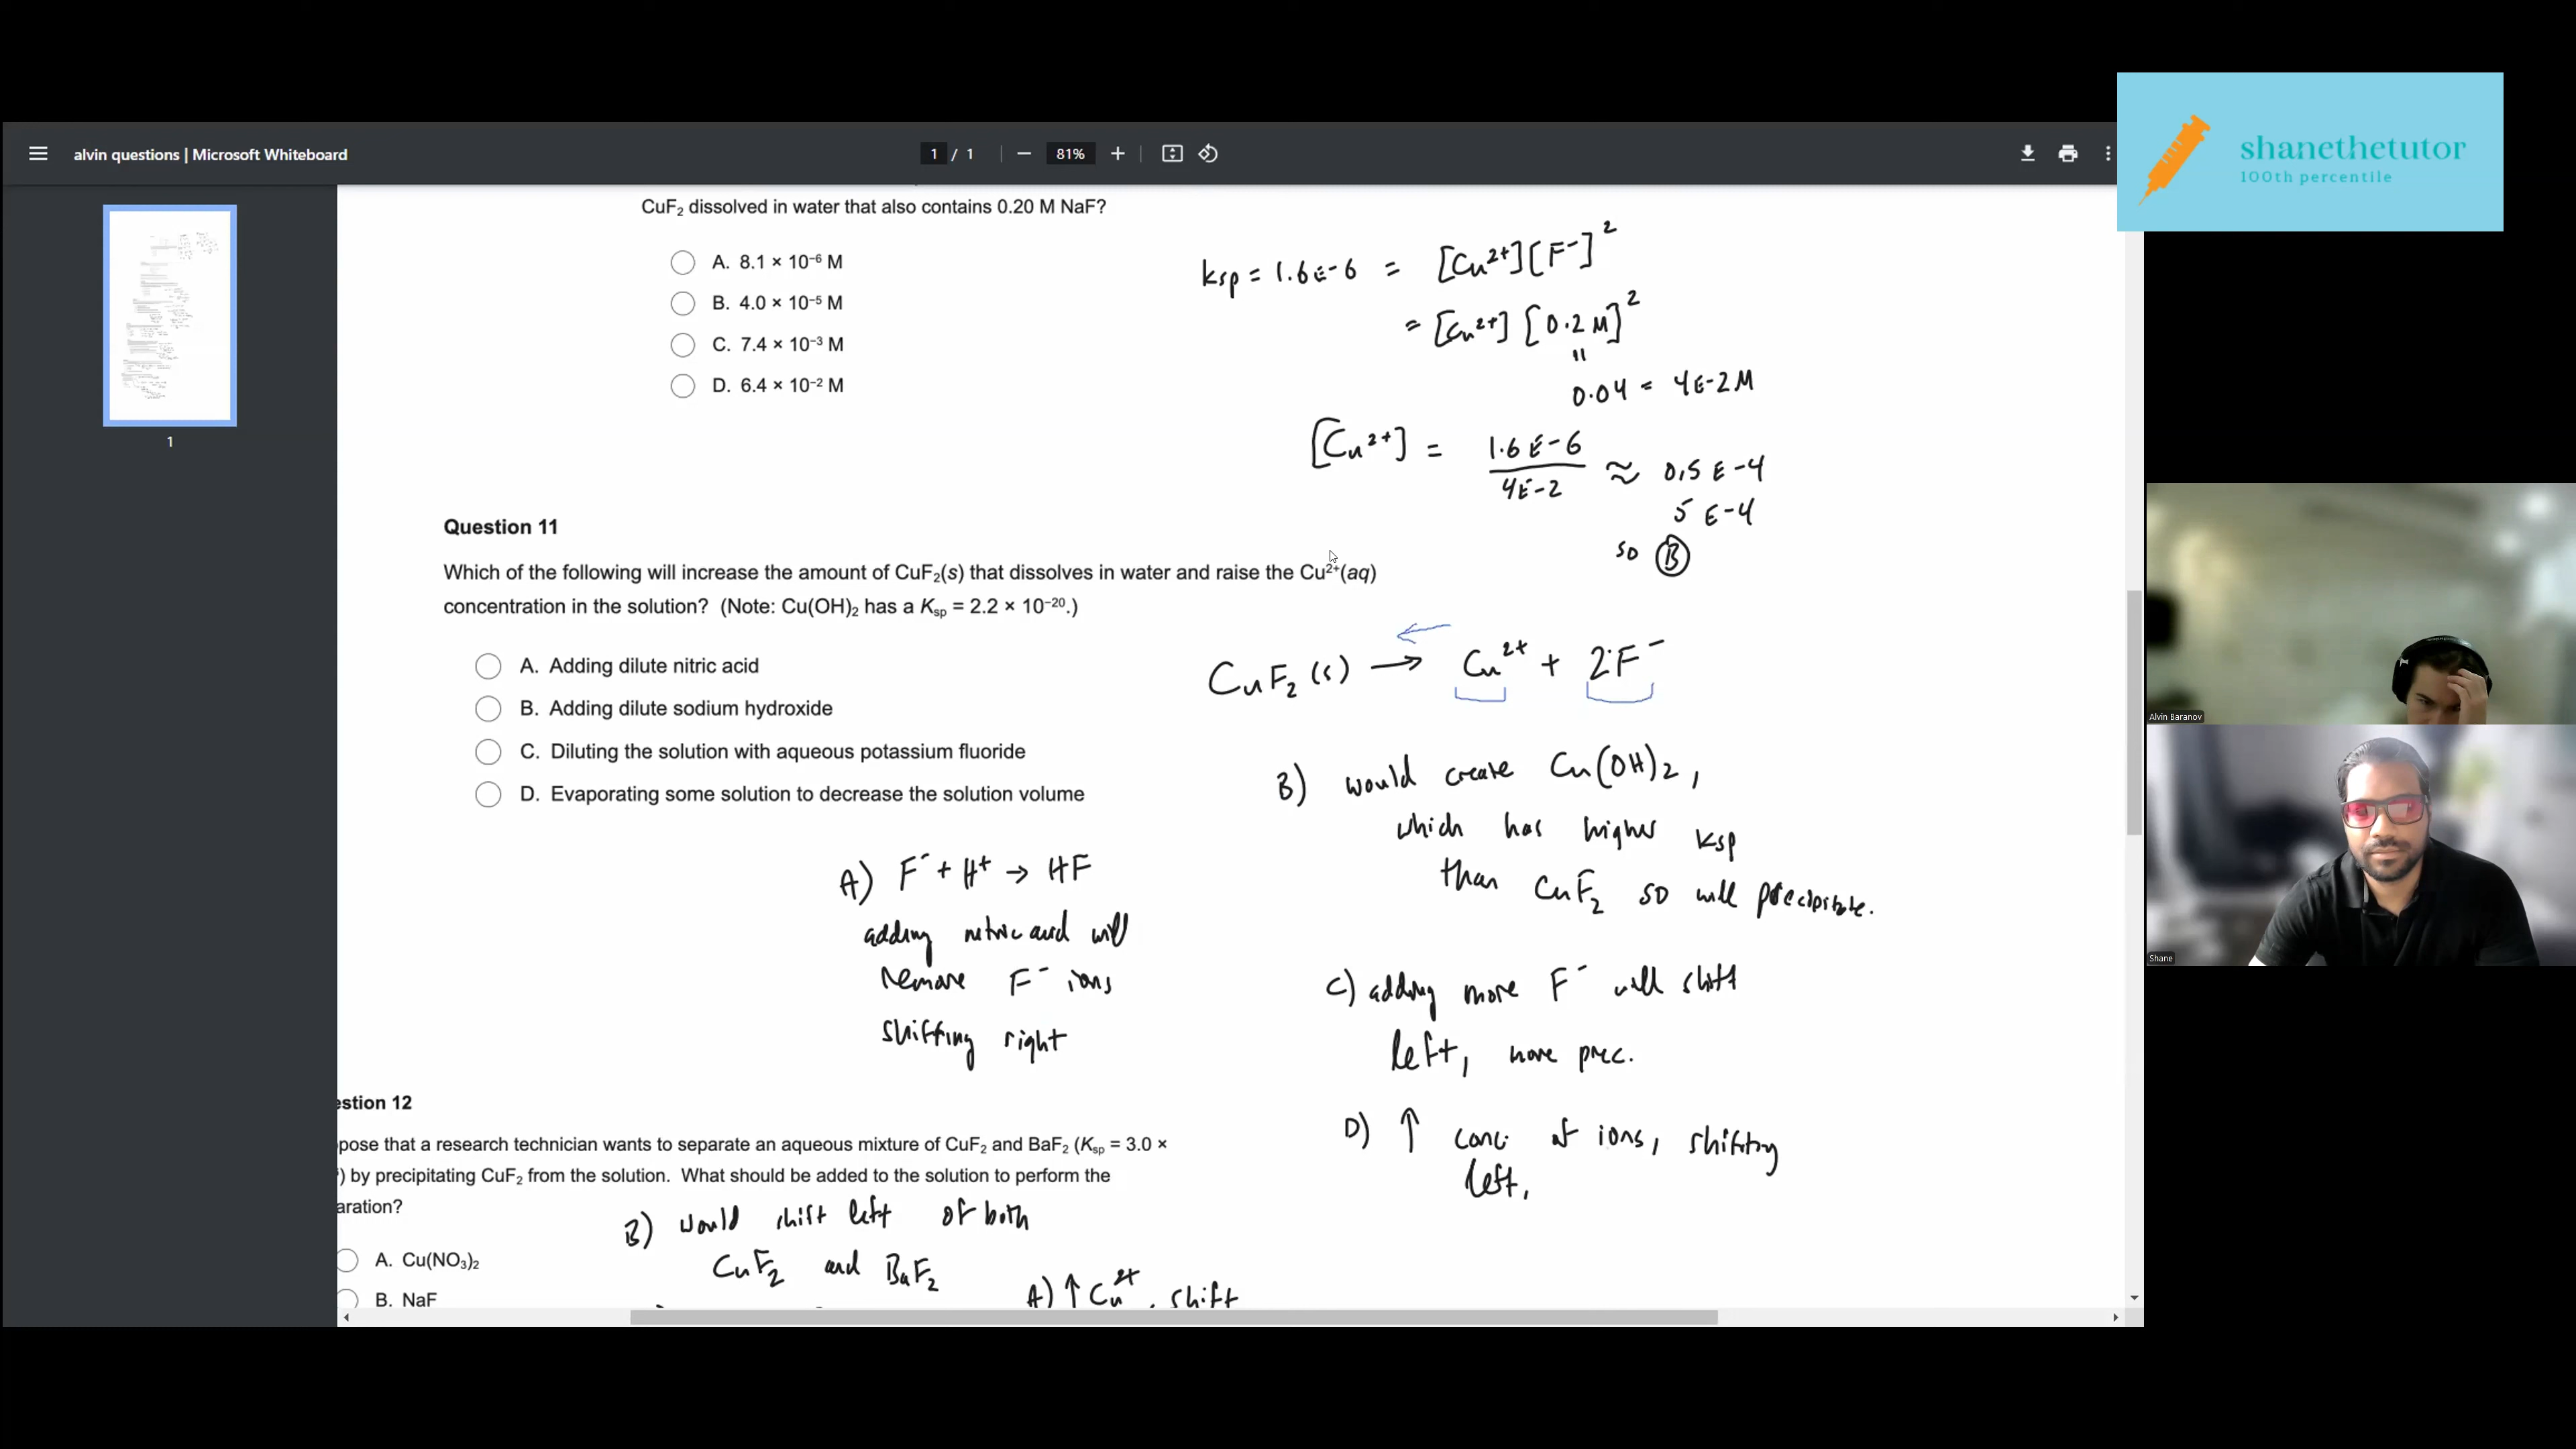 shanethetutor
100th percentile
alvin questions | Microsoft Whiteboard
1 / 1
81%
1
CuF₂ dissolved in water that also contains 0.20 M NaF?
A. 8.1 × 10⁻⁶ M
B. 4.0 × 10⁻⁵ M
C. 7.4 × 10⁻³ M
D. 6.4 × 10⁻² M
Ksp = 1.6E-6 = [Cu²⁺][F⁻]²
= [Cu²⁺] [0.2 M]²
0.04 = 4E-2M
[Cu²⁺] = 1.6E-6 / 4E-2 ≈ 0.5E-4
5E-4
so B
Question 11
Which of the following will increase the amount of CuF₂(s) that dissolves in water and raise the Cu²⁺(aq)
concentration in the solution? (Note: Cu(OH)₂ has a Kₛₚ = 2.2 × 10⁻²⁰.)
A. Adding dilute nitric acid
B. Adding dilute sodium hydroxide
C. Diluting the solution with aqueous potassium fluoride
D. Evaporating some solution to decrease the solution volume
CuF₂(s) → Cu²⁺ + 2F⁻
B) would create Cu(OH)₂,
which has higher Ksp
than CuF₂ so will precipitate.
A) F⁻ + H⁺ → HF
adding nitric acid will
remove F⁻ ions
shifting right
C) adding more F⁻ will shift
left, more prec.
D) ↑ conc of ions, shifting
left,
estion 12
pose that a research technician wants to separate an aqueous mixture of CuF₂ and BaF₂ (Kₛₚ = 3.0 ×
) by precipitating CuF₂ from the solution. What should be added to the solution to perform the
aration?
A. Cu(NO₃)₂
B. NaF
B) would shift left of both
CuF₂ and BaF₂
A) ↑ Cu²⁺, shift
Alvin Baranov
Shane